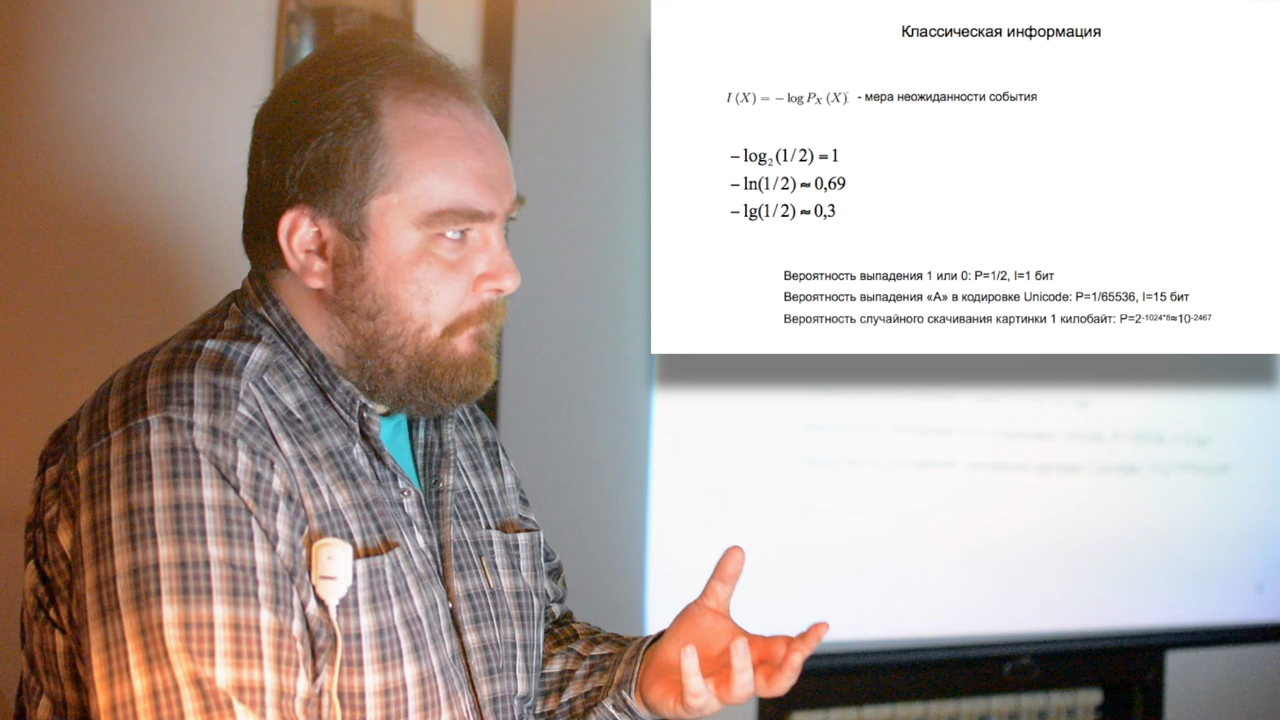 Классическая информация
I (X) = − log P_X (X) - мера неожиданности события
− log₂ (1/2) = 1
− ln(1/2) ≈ 0,69
− lg(1/2) ≈ 0,3
Вероятность выпадения 1 или 0: P=1/2, I=1 бит
Вероятность выпадения «А» в кодировке Unicode: P=1/65536, I=15 бит
Вероятность случайного скачивания картинки 1 килобайт: P=2⁻¹⁰²⁴*⁸≈10⁻²⁴⁶⁷